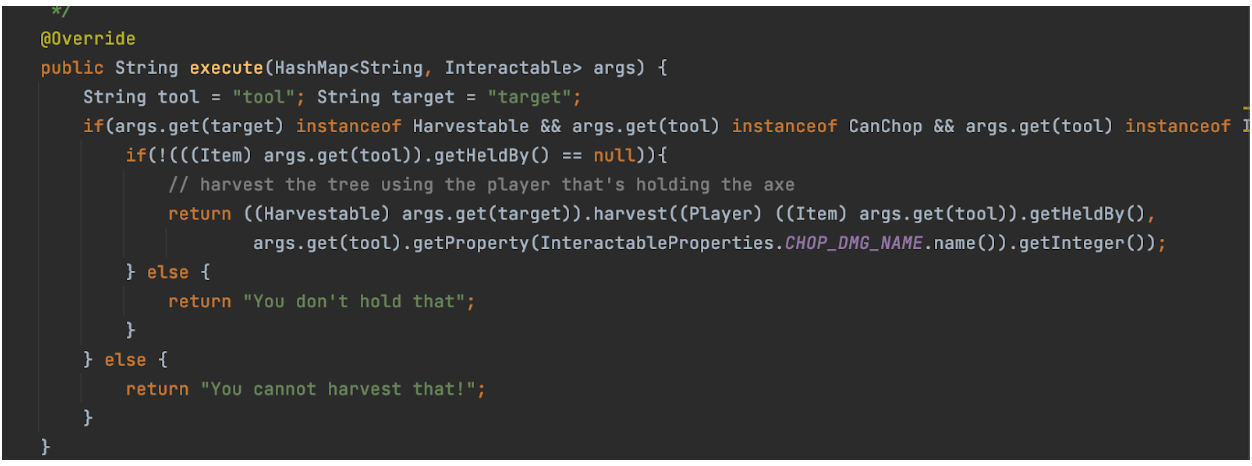 */
@Override
public String execute(HashMap<String, Interactable> args) {
    String tool = "tool"; String target = "target";
    if(args.get(target) instanceof Harvestable && args.get(tool) instanceof CanChop && args.get(tool) instanceof
        if(!(((Item) args.get(tool)).getHeldBy() == null)){
            // harvest the tree using the player that's holding the axe
            return ((Harvestable) args.get(target)).harvest((Player) ((Item) args.get(tool)).getHeldBy(),
                    args.get(tool).getProperty(InteractableProperties.CHOP_DMG_NAME.name()).getInteger());
        } else {
            return "You don't hold that";
        }
    } else {
        return "You cannot harvest that!";
    }
}